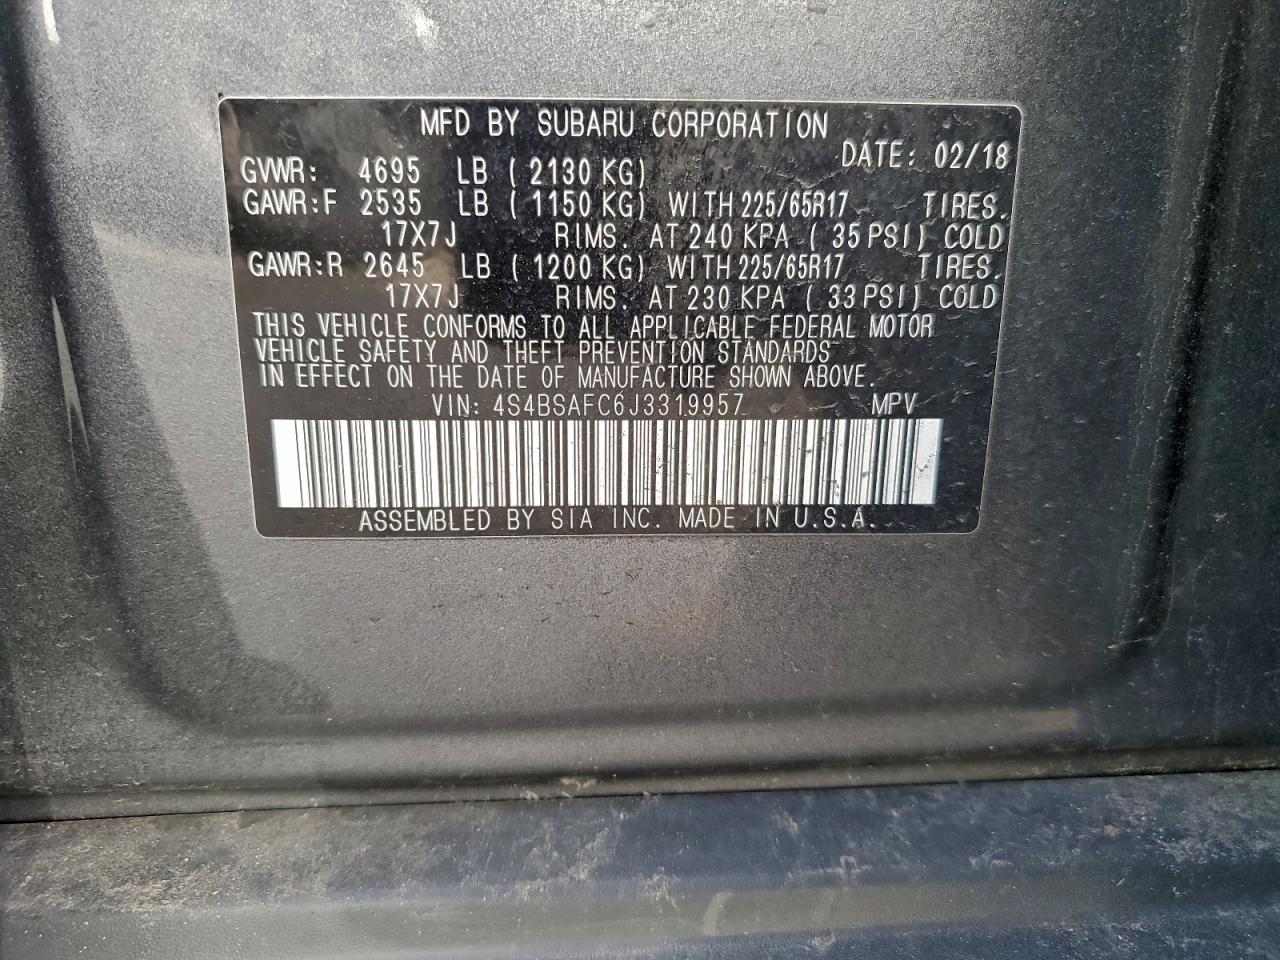 MFD BY SUBARU CORPORATION
DATE: 02/18
GVWR: 4695 LB (2130 KG)
GAWR:F 2535 LB (1150 KG) WITH 225/65R17 TIRES.
17X7J RIMS. AT 240 KPA (35 PSI) COLD
GAWR:R 2645 LB (1200 KG) WITH 225/65R17 TIRES.
17X7J RIMS. AT 230 KPA (33 PSI) COLD
THIS VEHICLE CONFORMS TO ALL APPLICABLE FEDERAL MOTOR
VEHICLE SAFETY AND THEFT PREVENTION STANDARDS
IN EFFECT ON THE DATE OF MANUFACTURE SHOWN ABOVE.
VIN: 4S4BSAFC6J3319957 MPV
ASSEMBLED BY SIA INC. MADE IN U.S.A.